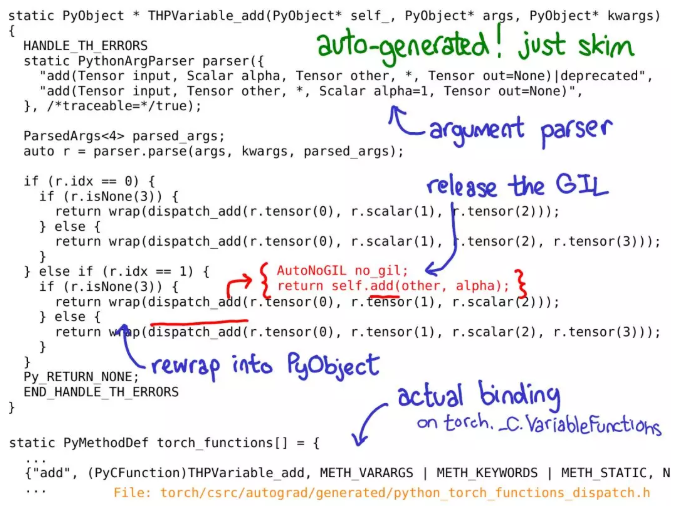 static PyObject * THPVariable_add(PyObject* self_, PyObject* args, PyObject* kwargs)
{
  HANDLE_TH_ERRORS
auto-generated! just skim
  static PythonArgParser parser({
    "add(Tensor input, Scalar alpha, Tensor other, *, Tensor out=None)|deprecated",
    "add(Tensor input, Tensor other, *, Scalar alpha=1, Tensor out=None)",
  }, /*traceable=*/true);
argument parser
  ParsedArgs<4> parsed_args;
  auto r = parser.parse(args, kwargs, parsed_args);
  if (r.idx == 0) {
release the GIL
    if (r.isNone(3)) {
      return wrap(dispatch_add(r.tensor(0), r.scalar(1), r.tensor(2)));
    } else {
      return wrap(dispatch_add(r.tensor(0), r.scalar(1), r.tensor(2), r.tensor(3)));
    }
  } else if (r.idx == 1) {
{ AutoNoGIL no_gil;
return self.add(other, alpha); }
    if (r.isNone(3)) {
      return wrap(dispatch_add(r.tensor(0), r.tensor(1), r.scalar(2)));
    } else {
      return wrap(dispatch_add(r.tensor(0), r.tensor(1), r.scalar(2), r.tensor(3)));
    }
  }
rewrap into PyObject
  Py_RETURN_NONE;
  END_HANDLE_TH_ERRORS
}
actual binding
on torch._C.VariableFunctions
static PyMethodDef torch_functions[] = {
  ...
  {"add", (PyCFunction)THPVariable_add, METH_VARARGS | METH_KEYWORDS | METH_STATIC, N
  ...
File: torch/csrc/autograd/generated/python_torch_functions_dispatch.h